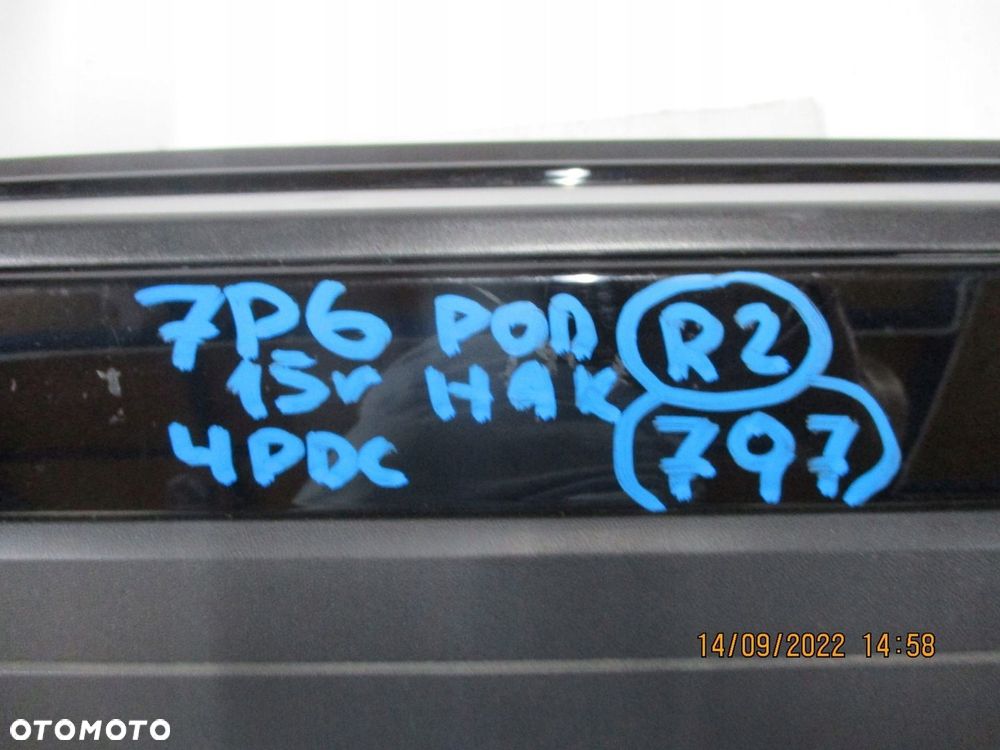 7P6 POD R2
15r HAK
4PDC 797
14/09/2022 14:58
OTOMOTO